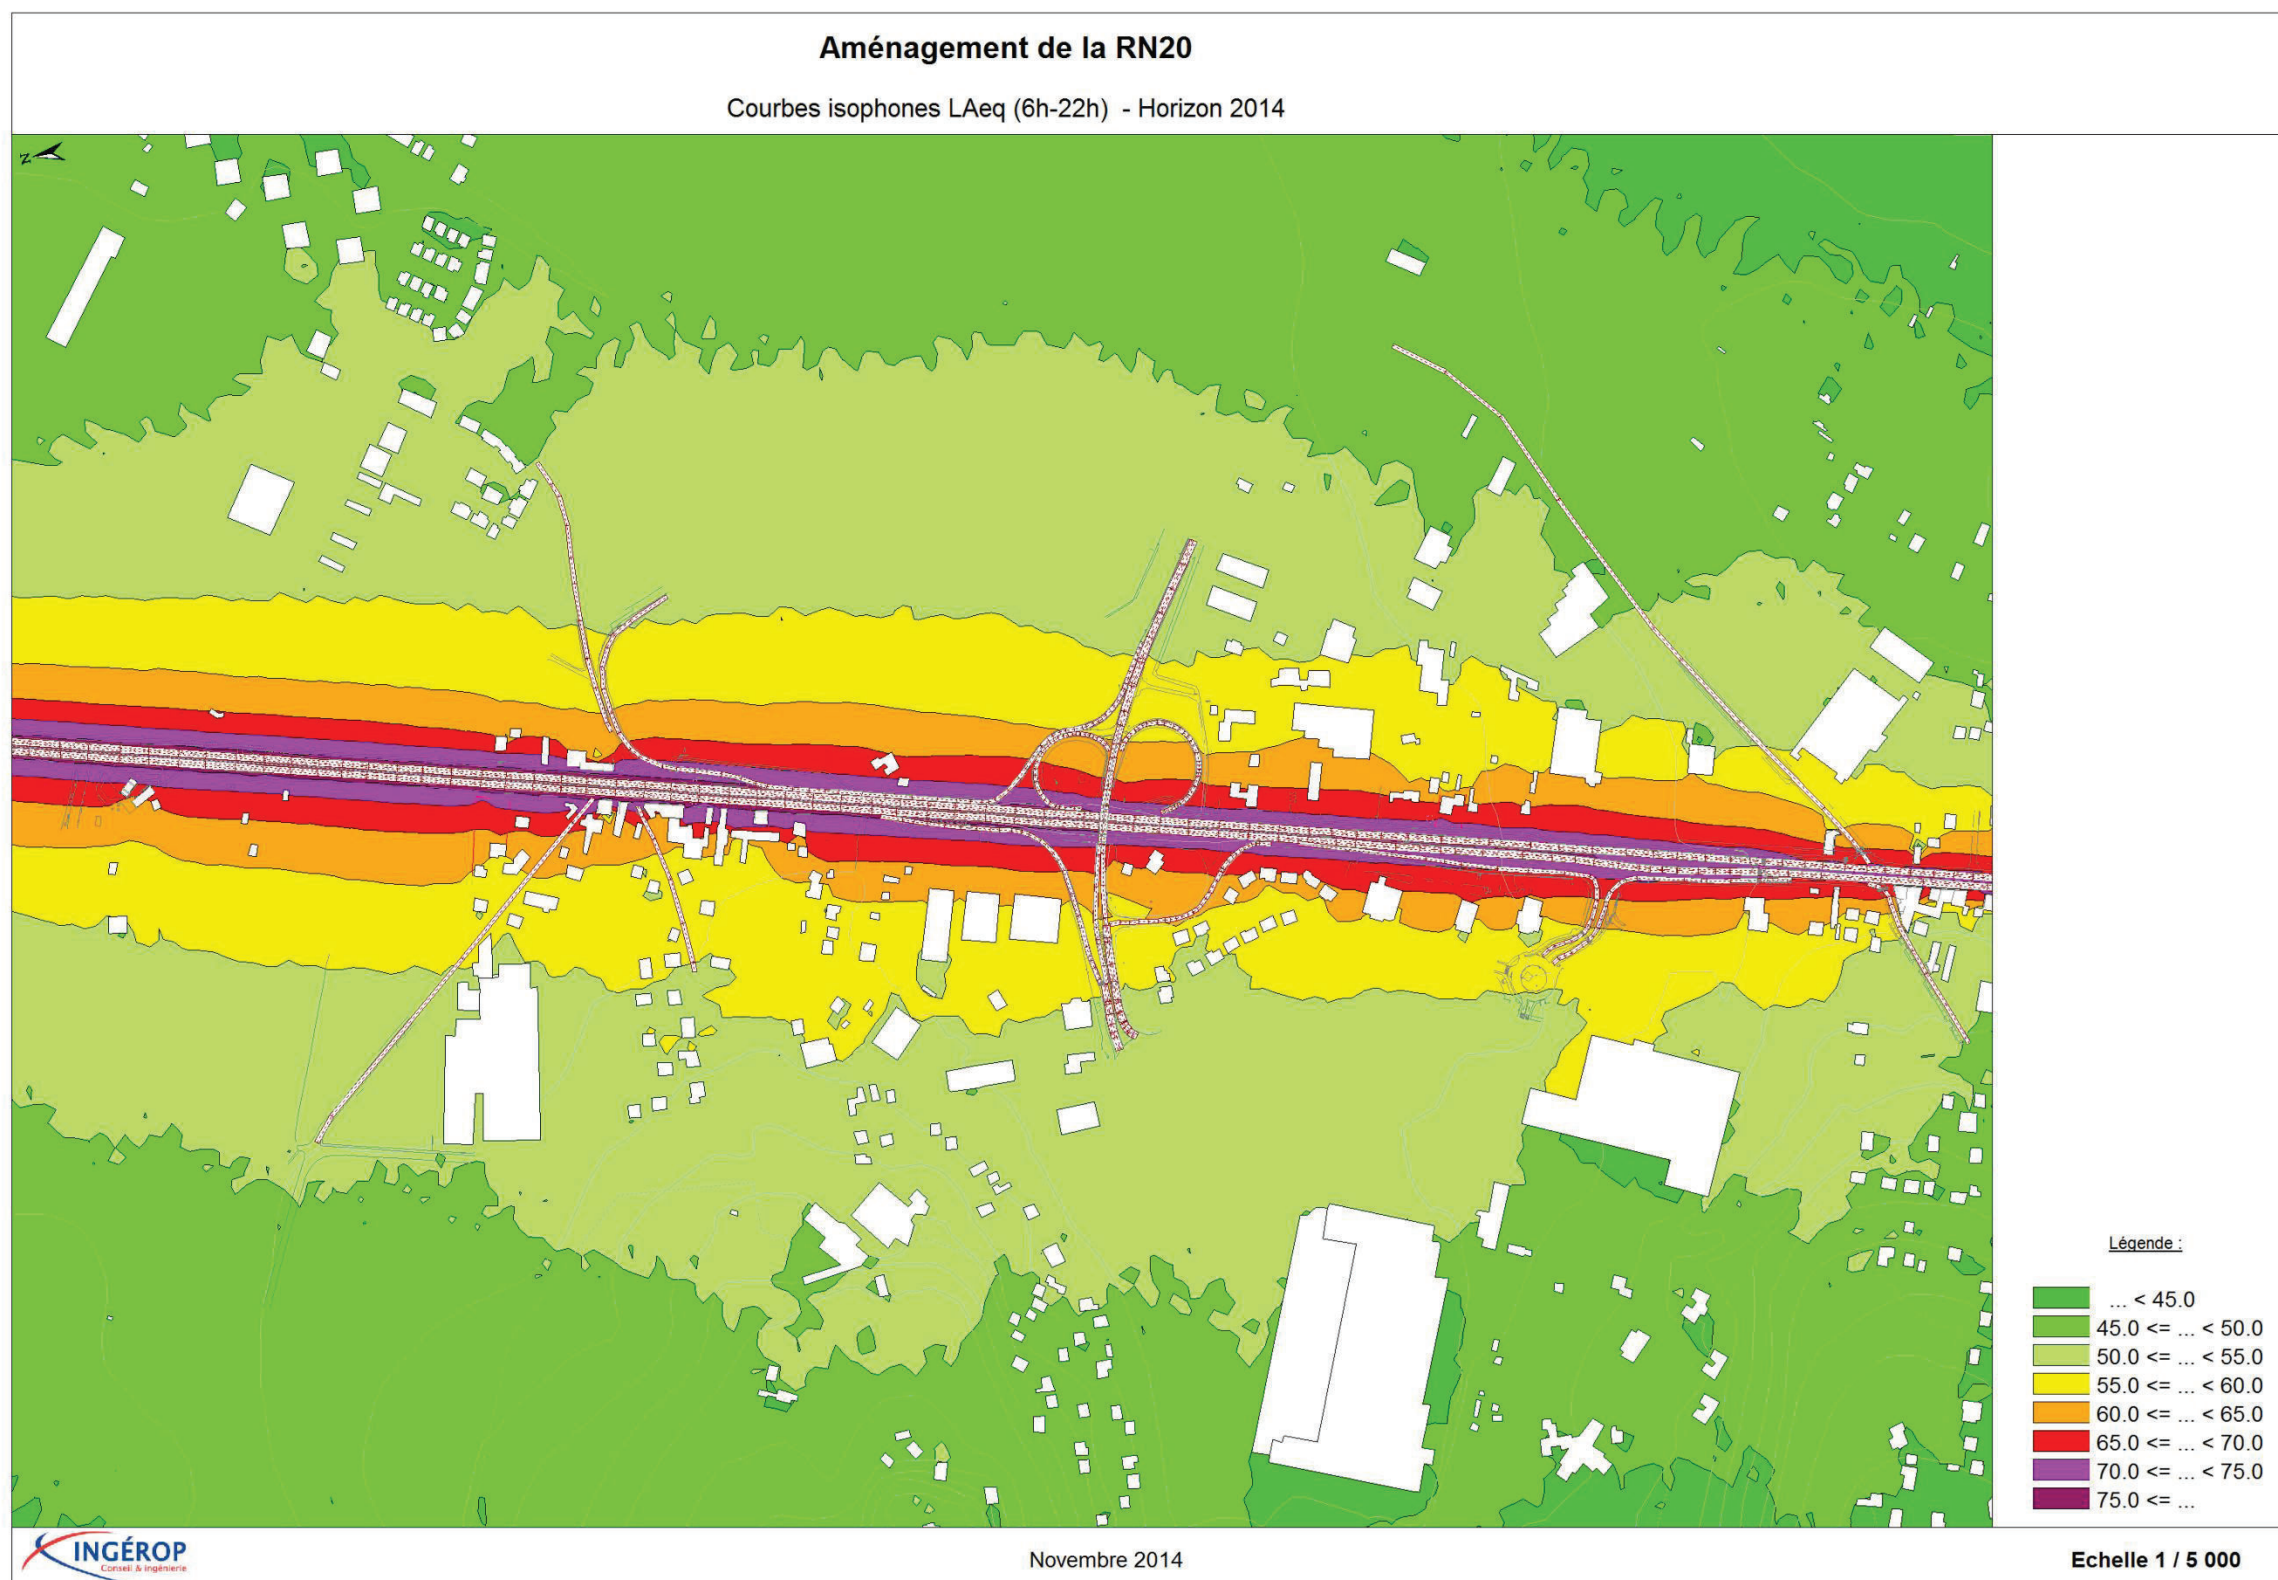 Aménagement de la RN20
Courbes isophones LAeq (6h-22h) - Horizon 2014
N
Légende :
... < 45.0
45.0 <= ... < 50.0
50.0 <= ... < 55.0
55.0 <= ... < 60.0
60.0 <= ... < 65.0
65.0 <= ... < 70.0
70.0 <= ... < 75.0
75.0 <= ...
INGÉROP
Conseil & Ingénierie
Novembre 2014
Echelle 1 / 5 000